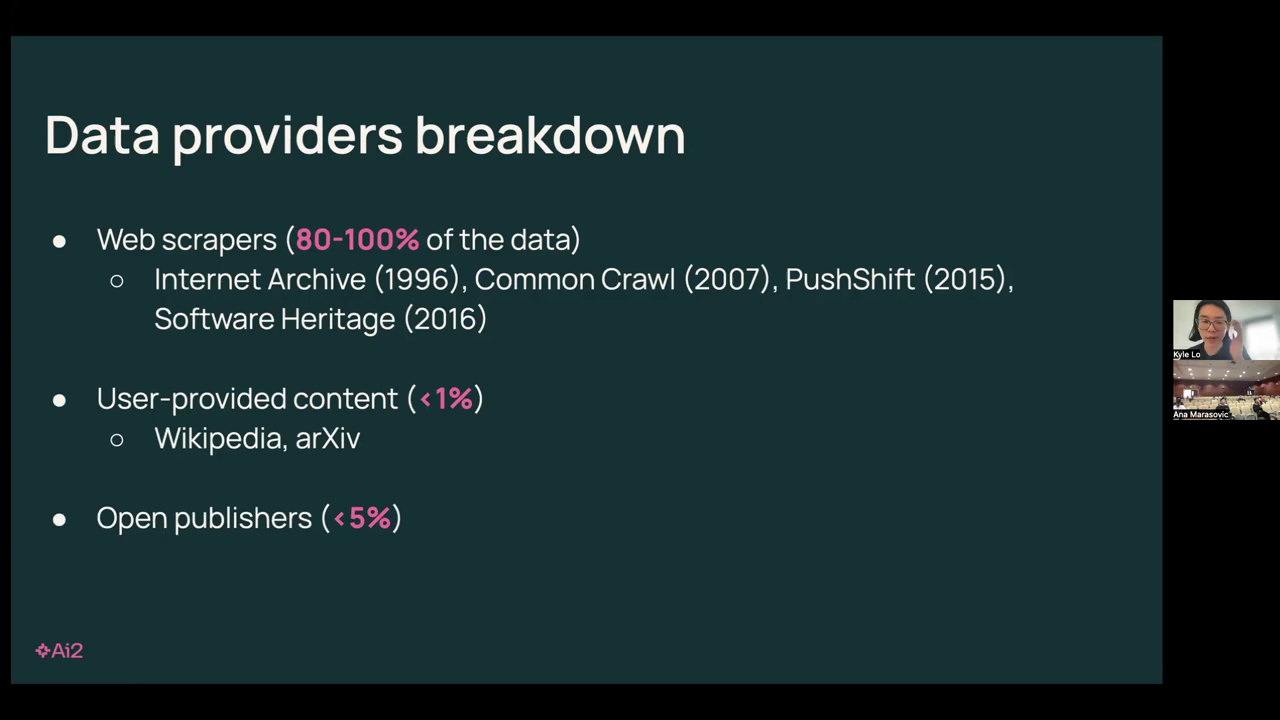 Data providers breakdown
● Web scrapers (80-100% of the data)
○ Internet Archive (1996), Common Crawl (2007), PushShift (2015),
Software Heritage (2016)
● User-provided content (<1%)
○ Wikipedia, arXiv
● Open publishers (<5%)
Ai2
Kyle Lo
Ana Marasovic